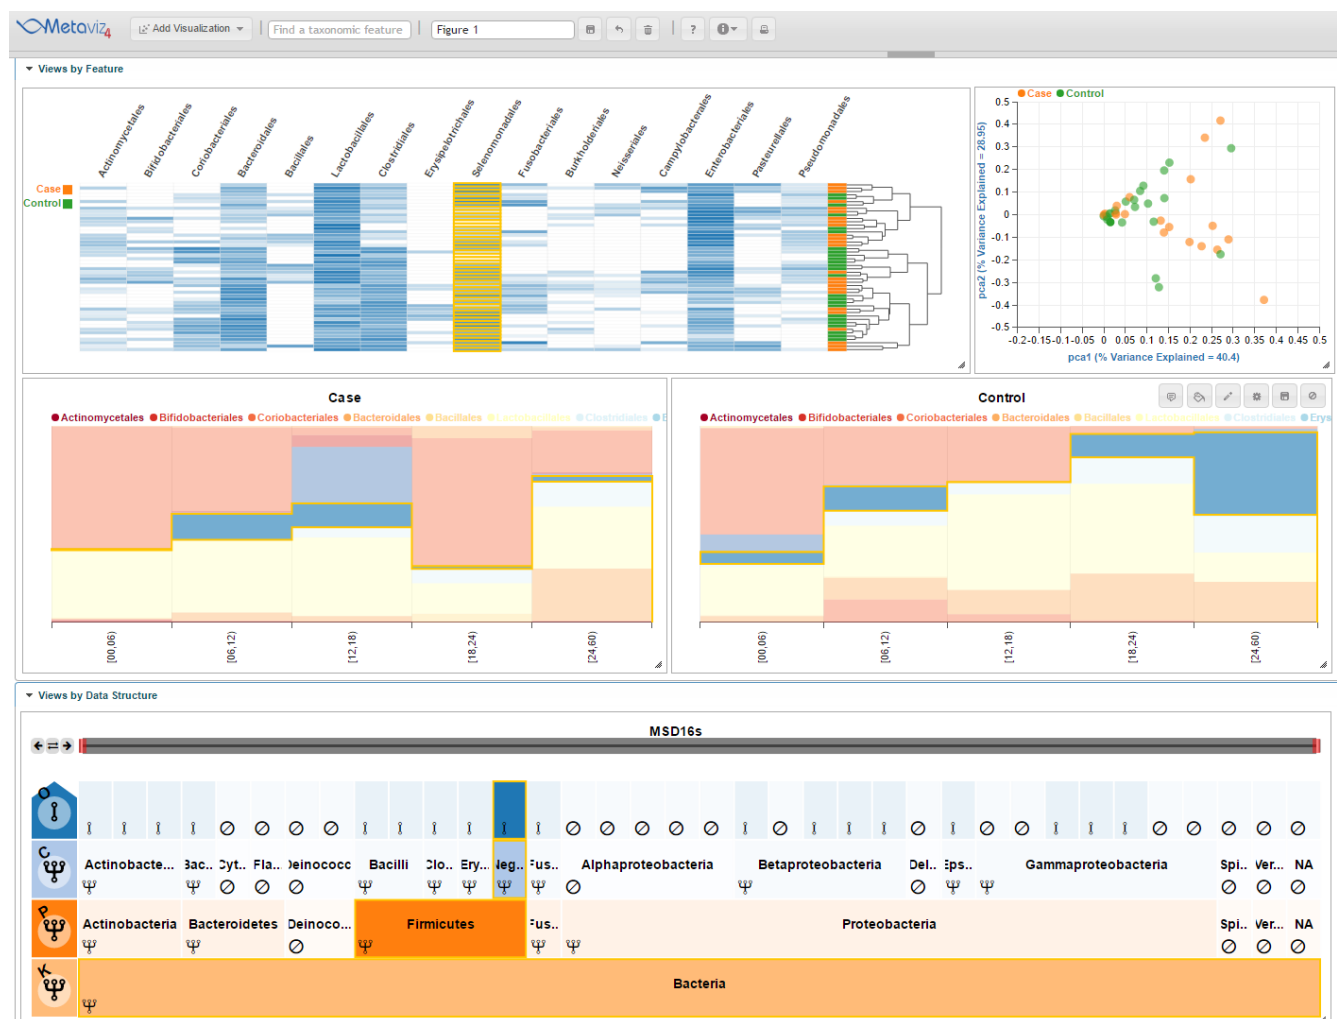 Metaviz4 Add Visualization Find a taxonomic feature Figure 1 ?
Views by Feature
Actinomycetales Bifidobacteriales Coriobacteriales Bacteroidales Bacillales Lactobacillales Clostridiales Erysipelotrichales Selenomonadales Fusobacteriales Burkholderiales Neisseriales Campylobacterales Enterobacteriales Pasteurellales Pseudomonadales
Case
Control
Case Control
pca2 (% Variance Explained = 28.95)
0.5
0.4
0.3
0.2
0.1
0
-0.1
-0.2
-0.3
-0.4
-0.5
-0.2 -0.15 -0.1 -0.05 0 0.05 0.1 0.15 0.2 0.25 0.3 0.35 0.4 0.45 0.5
pca1 (% Variance Explained = 40.4)
Case
Actinomycetales Bifidobacteriales Coriobacteriales Bacteroidales Bacillales Clostridiales E
[00,06) [06,12) [12,18) [18,24) [24,60)
Control
Actinomycetales Bifidobacteriales Coriobacteriales Bacteroidales Bacillales Clostridiales Erys
[00,06) [06,12) [12,18) [18,24) [24,60)
Views by Data Structure
MSD16s
O
C Actinobacte... Bac.. Cyt.. Fla.. Deinococc Bacilli Clo.. Ery... Neg.. Fus.. Alphaproteobacteria Betaproteobacteria Del.. Eps.. Gammaproteobacteria Spi.. Ver.. NA
P Actinobacteria Bacteroidetes Deinoco... Firmicutes Fus.. Proteobacteria Spi.. Ver.. NA
K Bacteria